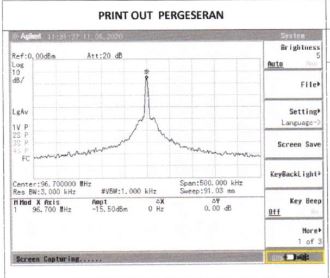 PRINT OUT PERGESERAN
Agilent 11:31:37 11.06.2020
System
Ref:0.00dBm Att:20 dB
Brightness
5
Auto
Log
10
dB/
File
Setting
Language->
LgAv
Screen Save
1V P
2S P
3S P
FC
KeyBackLight
Center:96.700000 MHz
Span:500.000 kHz
Res BW:3.000 kHz
#VBW:1.000 kHz
Sweep:91.03 ms
M Mod X Axis Ampt ΔX ΔY
1 96.700 MHz -15.50dBm 0 Hz 0.00 dB
Key Beep
Off
More
1 of 3
Screen Capturing......